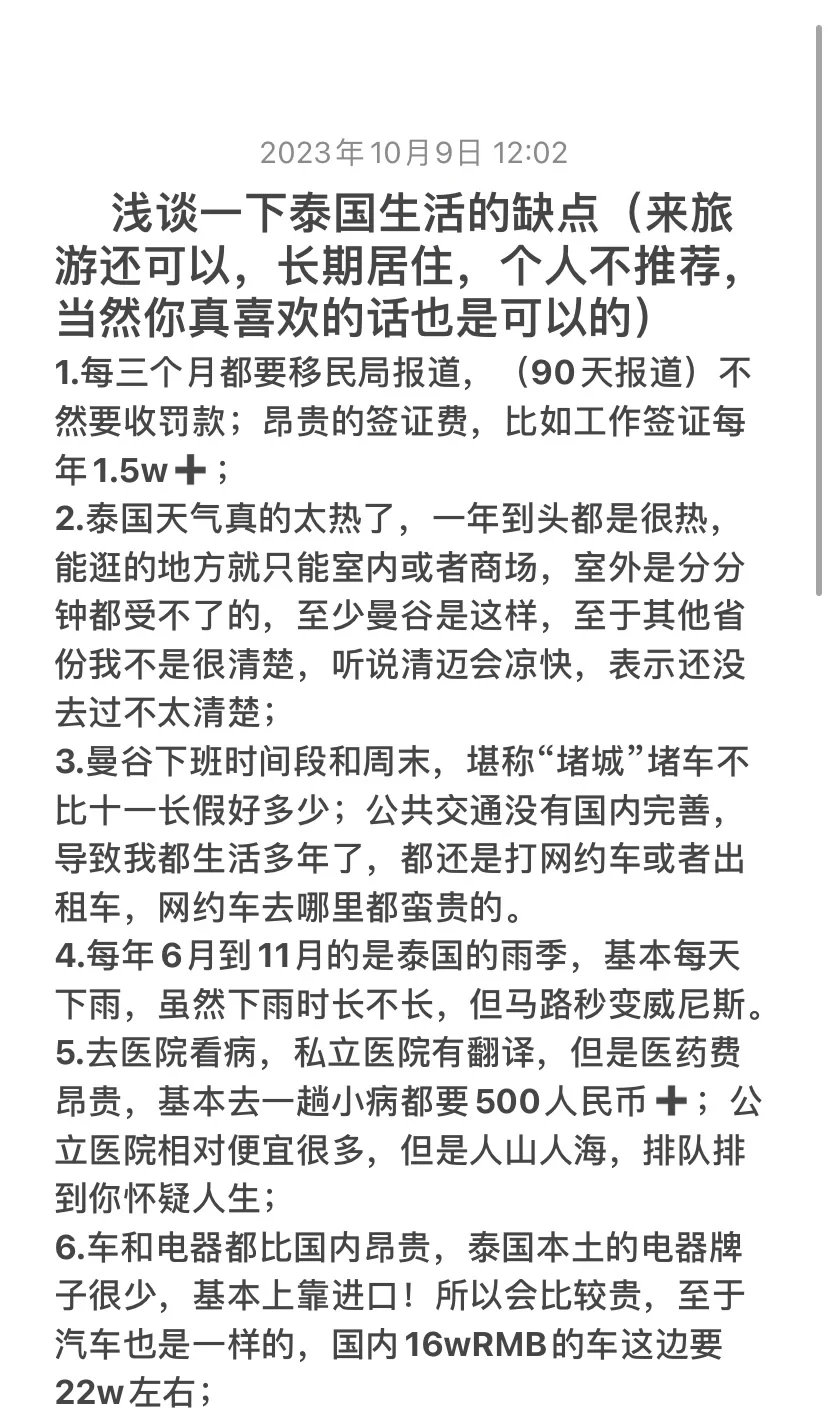 2023年10月9日 12:02
浅谈一下泰国生活的缺点（来旅
游还可以，长期居住，个人不推荐，
当然你真喜欢的话也是可以的）
1.每三个月都要移民局报道，（90天报道）不
然要收罚款；昂贵的签证费，比如工作签证每
年1.5w➕；
2.泰国天气真的太热了，一年到头都是很热，
能逛的地方就只能室内或者商场，室外是分分
钟都受不了的，至少曼谷是这样，至于其他省
份我不是很清楚，听说清迈会凉快，表示还没
去过不太清楚；
3.曼谷下班时间段和周末，堪称“堵城”堵车不
比十一长假好多少；公共交通没有国内完善，
导致我都生活多年了，都还是打网约车或者出
租车，网约车去哪里都蛮贵的。
4.每年6月到11月的是泰国的雨季，基本每天
下雨，虽然下雨时长不长，但马路秒变威尼斯。
5.去医院看病，私立医院有翻译，但是医药费
昂贵，基本去一趟小病都要500人民币➕；公
立医院相对便宜很多，但是人山人海，排队排
到你怀疑人生；
6.车和电器都比国内昂贵，泰国本土的电器牌
子很少，基本上靠进口！所以会比较贵，至于
汽车也是一样的，国内16wRMB的车这边要
22w左右；